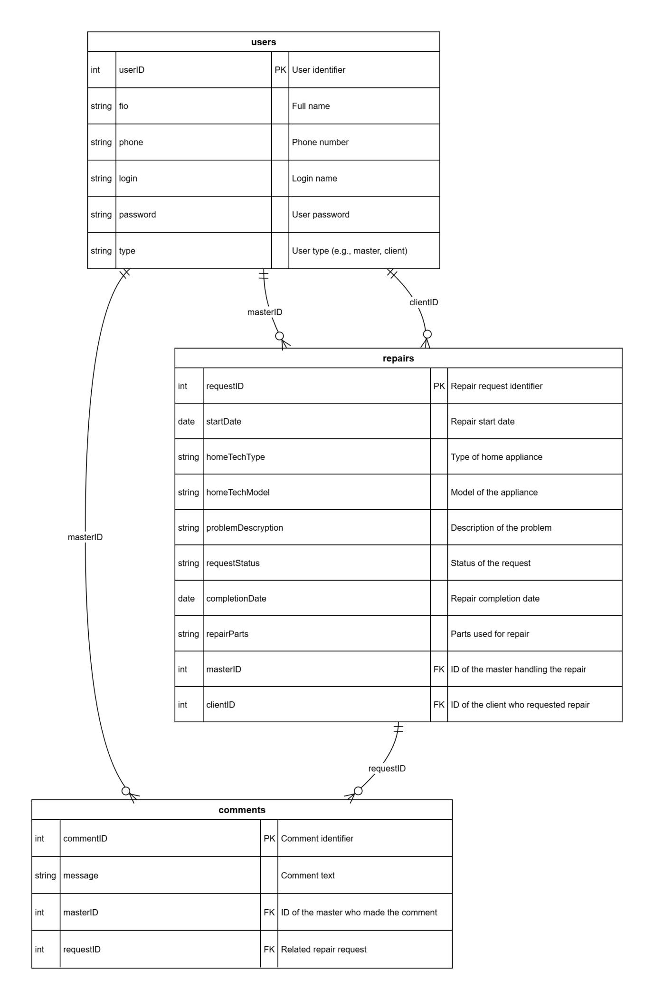 users
int userID PK User identifier
string fio Full name
string phone Phone number
string login Login name
string password User password
string type User type (e.g., master, client)
clientID
masterID
repairs
int requestID PK Repair request identifier
date startDate Repair start date
string homeTechType Type of home appliance
string homeTechModel Model of the appliance
string problemDescryption Description of the problem
masterID
string requestStatus Status of the request
date completionDate Repair completion date
string repairParts Parts used for repair
int masterID FK ID of the master handling the repair
int clientID FK ID of the client who requested repair
requestID
comments
int commentID PK Comment identifier
string message Comment text
int masterID FK ID of the master who made the comment
int requestID FK Related repair request